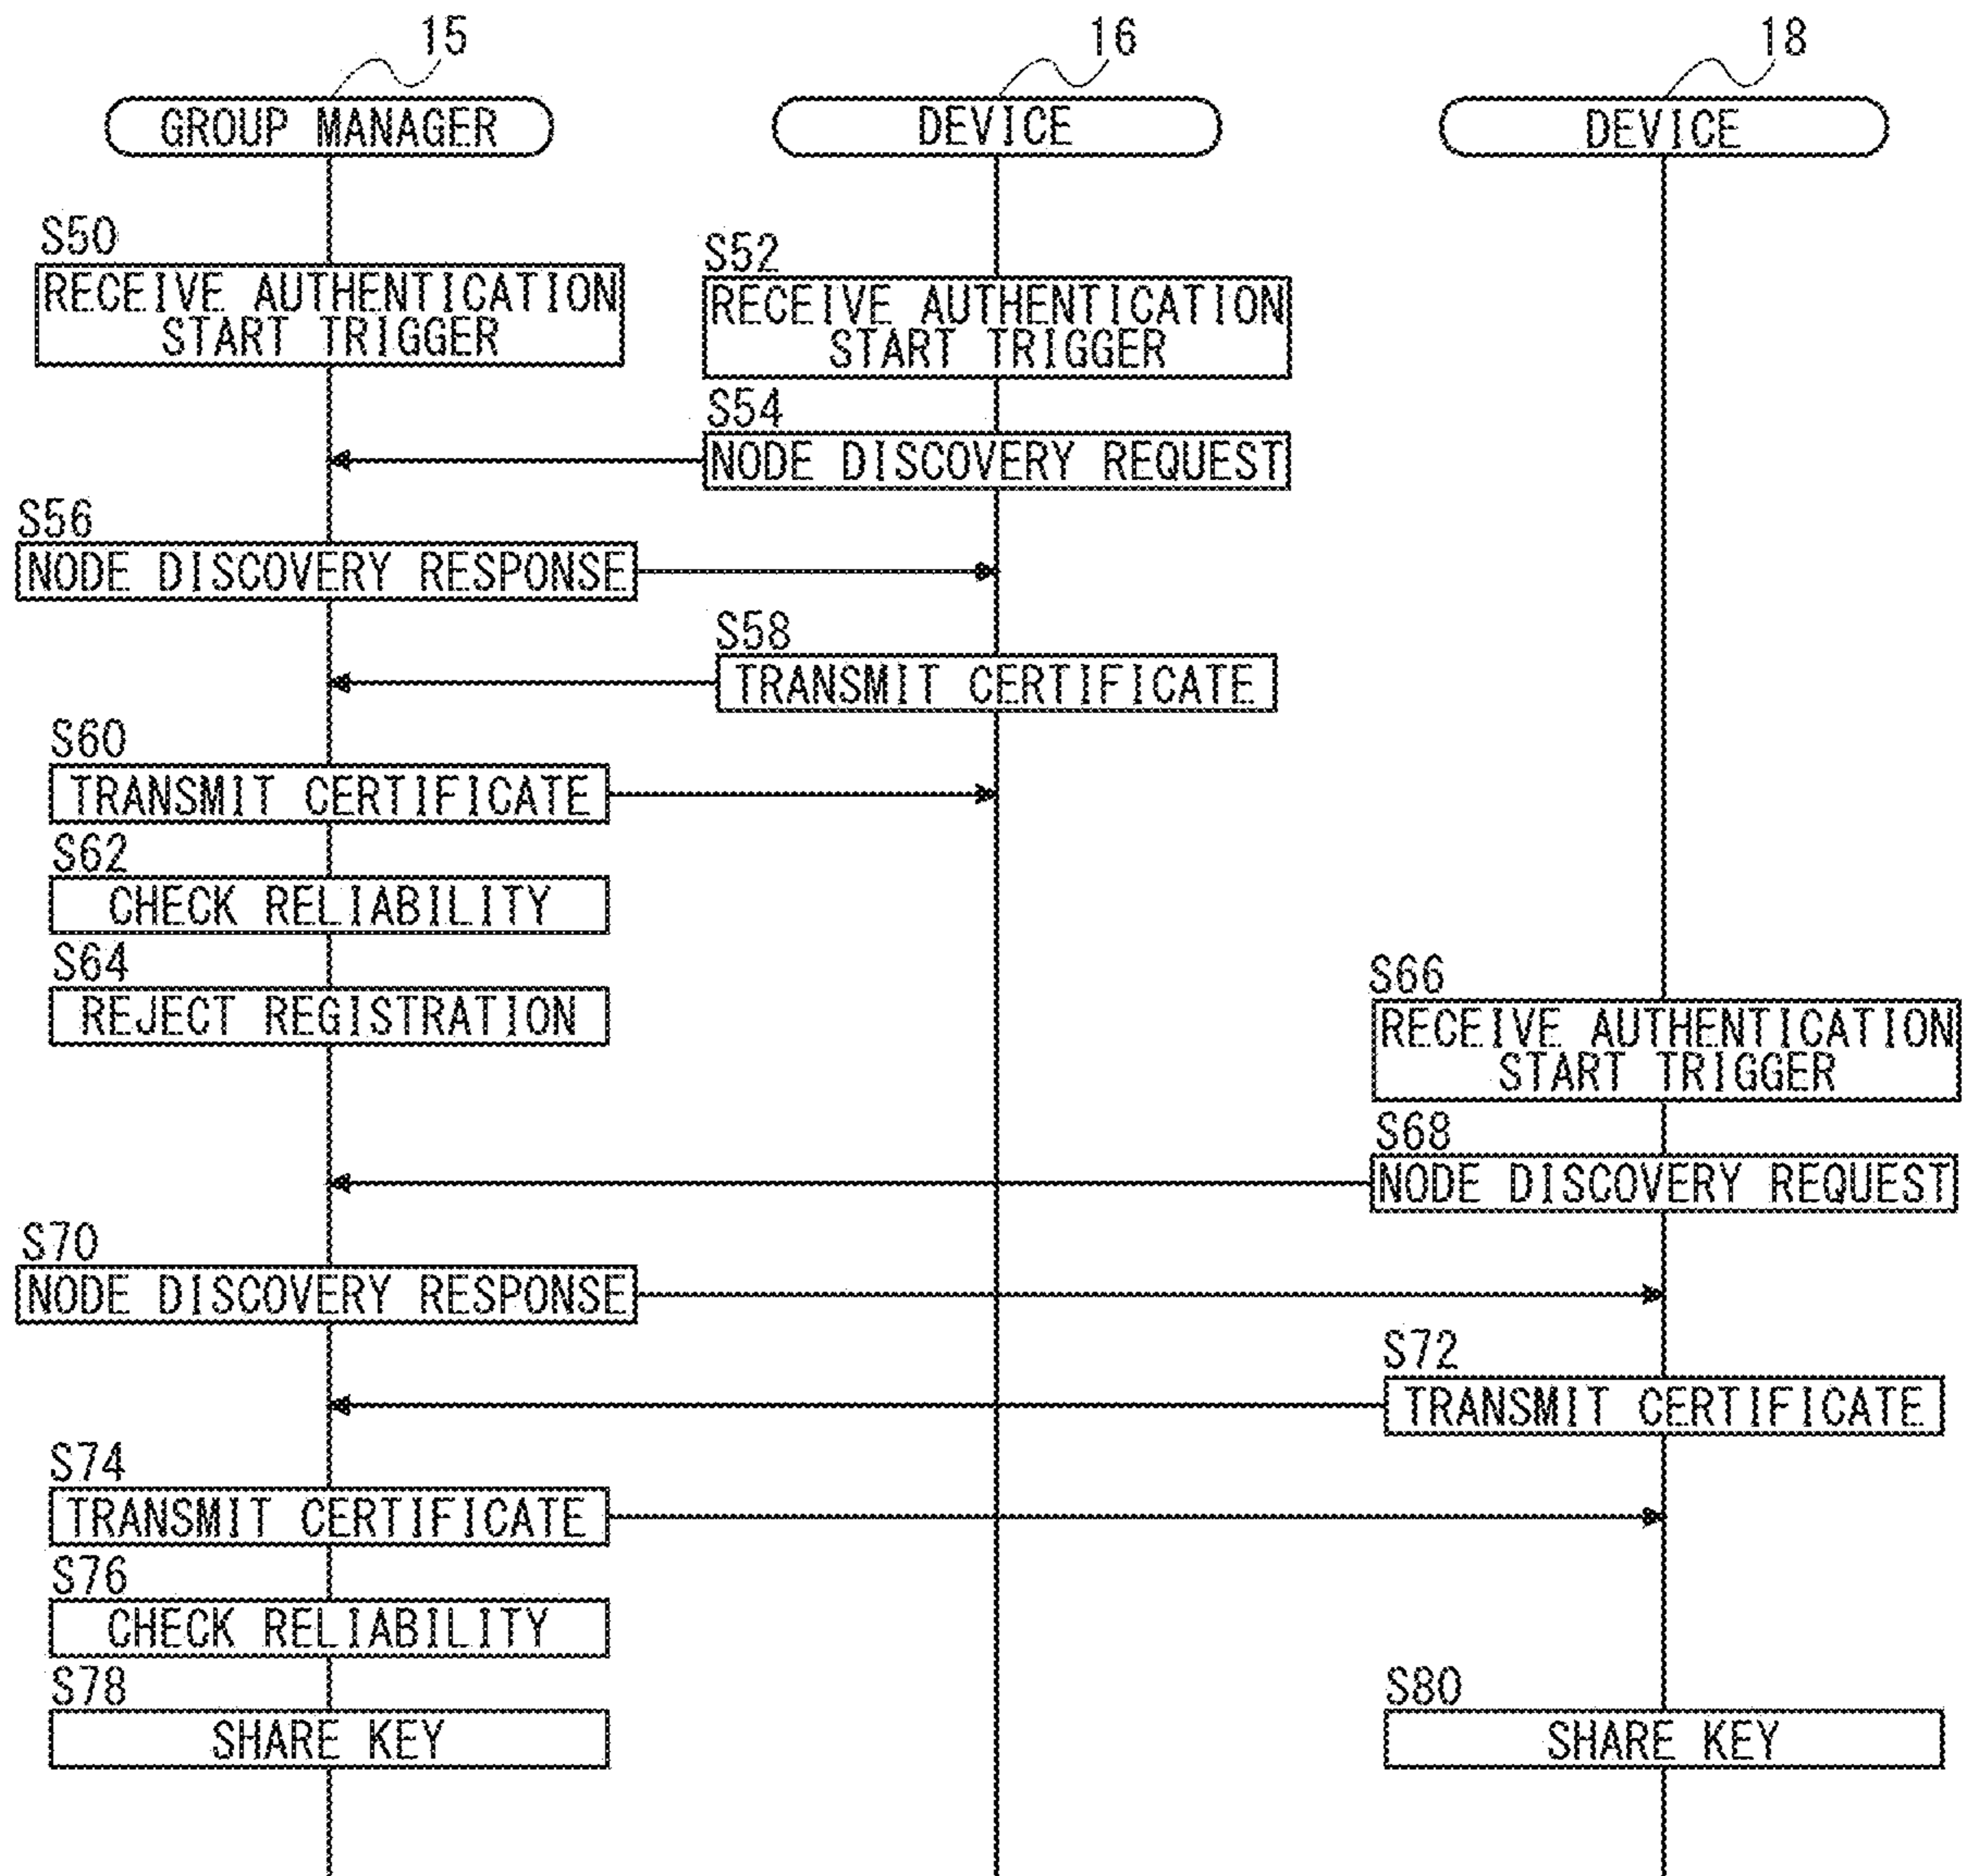 15
16
18
GROUP MANAGER
DEVICE
DEVICE
S50
RECEIVE AUTHENTICATION
START TRIGGER
S52
RECEIVE AUTHENTICATION
START TRIGGER
S54
NODE DISCOVERY REQUEST
S56
NODE DISCOVERY RESPONSE
S58
TRANSMIT CERTIFICATE
S60
TRANSMIT CERTIFICATE
S62
CHECK RELIABILITY
S64
REJECT REGISTRATION
S66
RECEIVE AUTHENTICATION
START TRIGGER
S68
NODE DISCOVERY REQUEST
S70
NODE DISCOVERY RESPONSE
S72
TRANSMIT CERTIFICATE
S74
TRANSMIT CERTIFICATE
S76
CHECK RELIABILITY
S78
SHARE KEY
S80
SHARE KEY